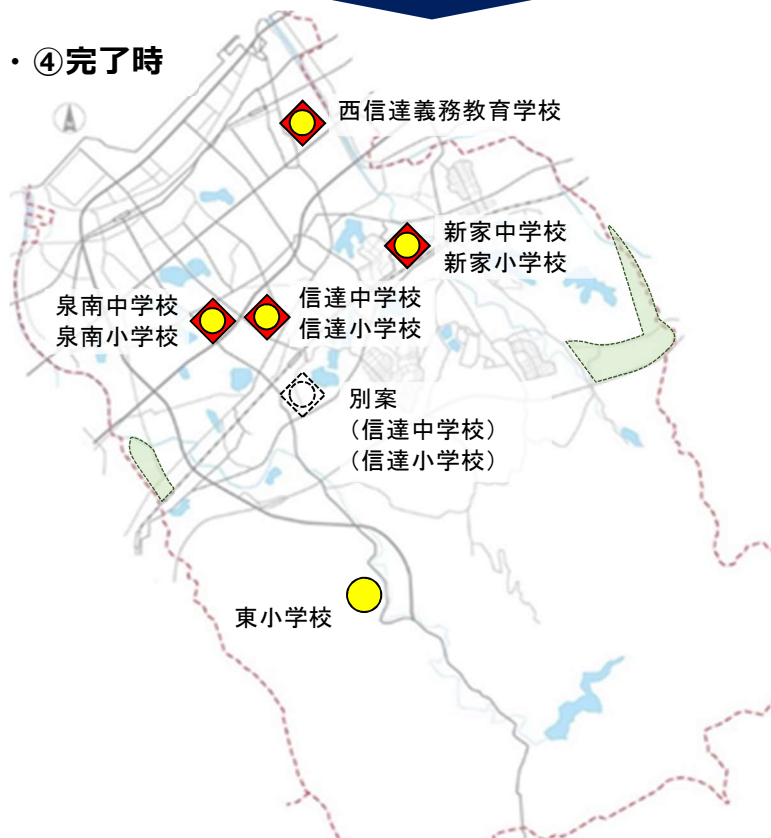 ・④完了時
西信達義務教育学校
新家中学校
新家小学校
泉南中学校
泉南小学校
信達中学校
信達小学校
別案
（信達中学校）
（信達小学校）
東小学校